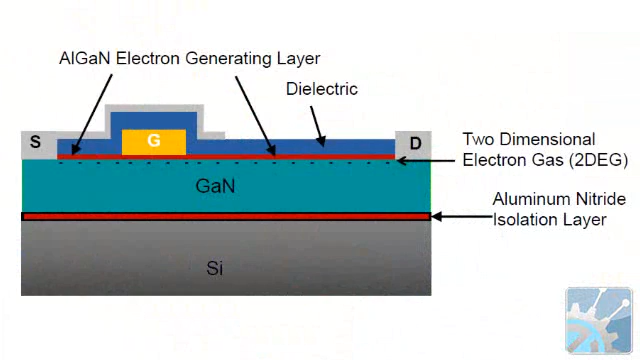 AlGaN Electron Generating Layer
Dielectric
S
G
D
Two Dimensional
Electron Gas (2DEG)
GaN
Aluminum Nitride
Isolation Layer
Si